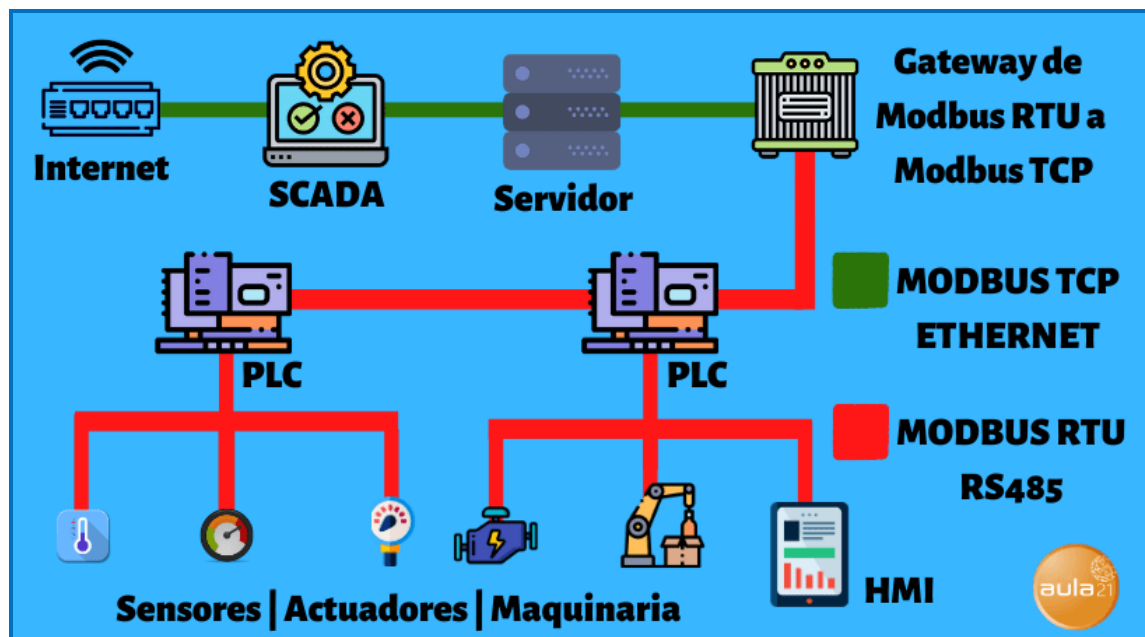 Internet
SCADA
Servidor
Gateway de
Modbus RTU a
Modbus TCP
MODBUS TCP
ETHERNET
PLC
PLC
MODBUS RTU
RS485
HMI
Sensores | Actuadores | Maquinaria
aula21